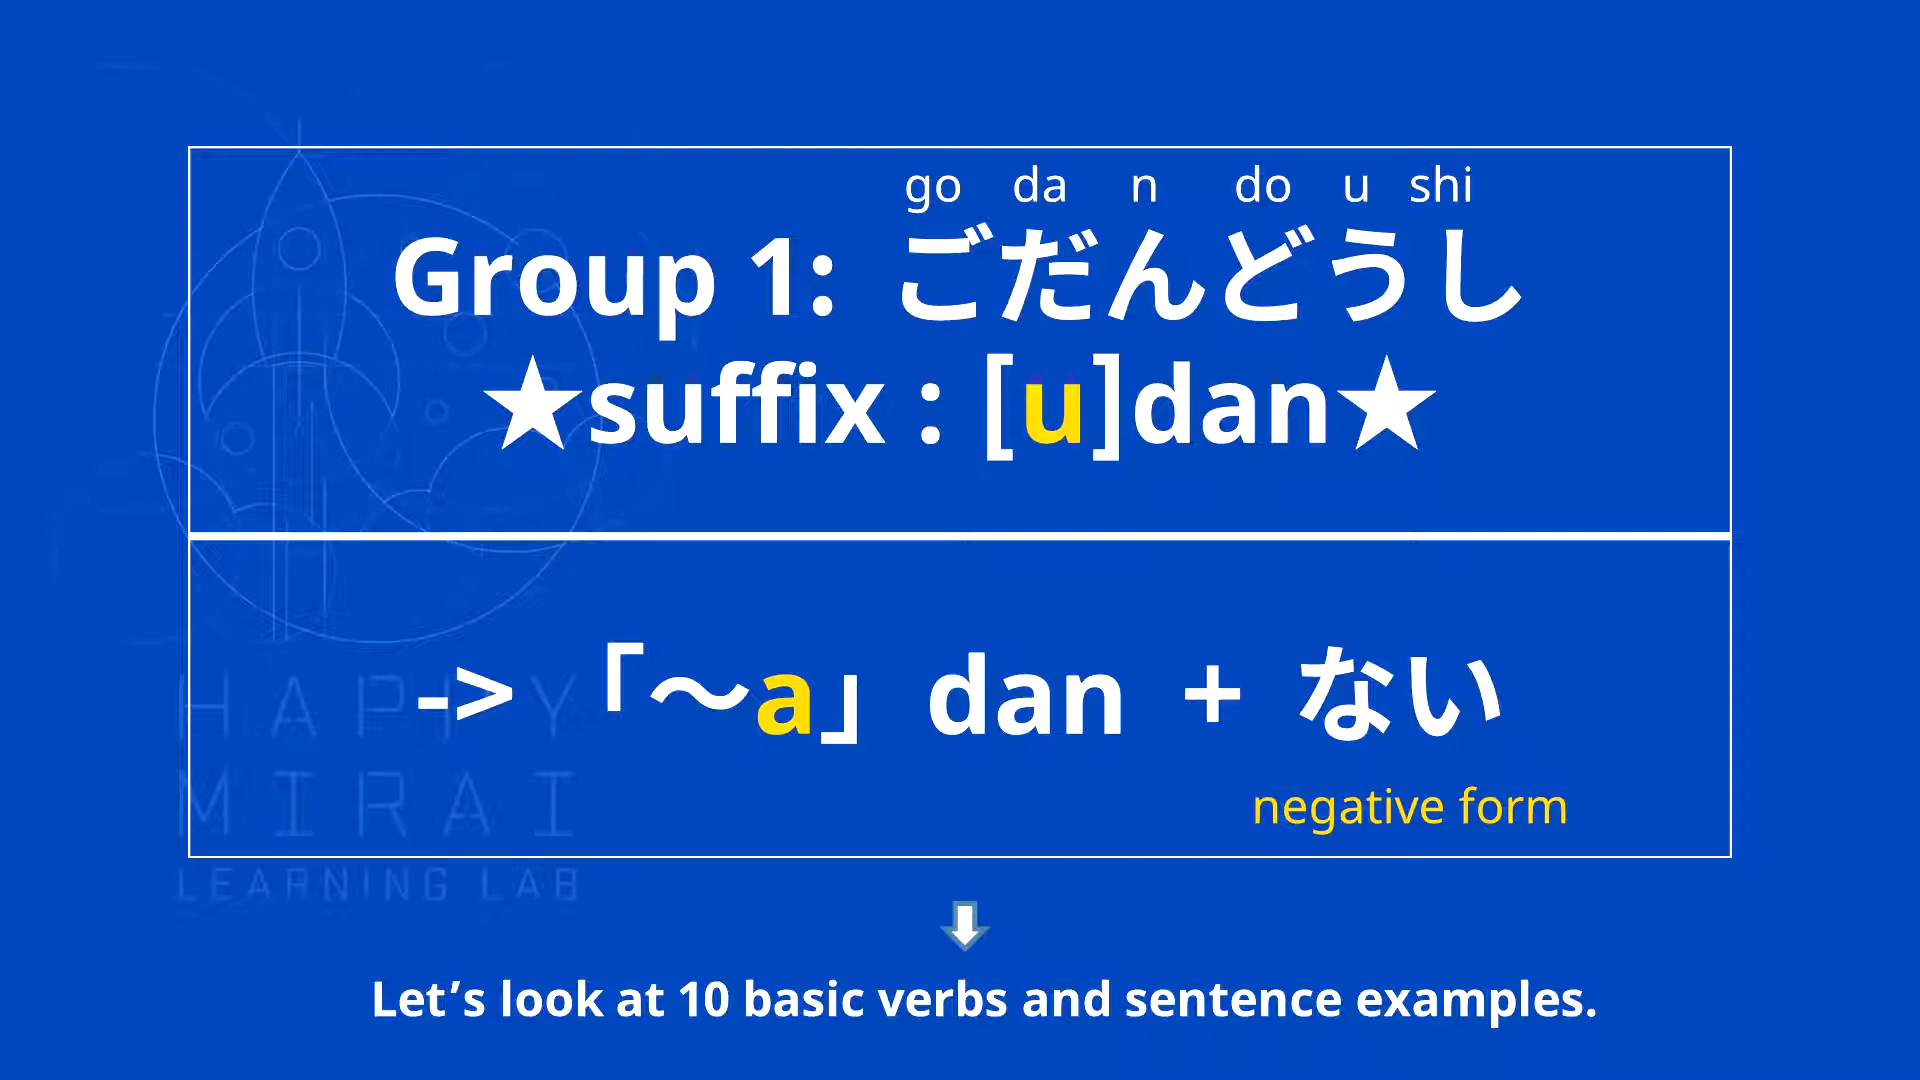 go da n do u shi
Group 1: ごだんどうし
★suffix : [u]dan★
-> 「〜a」 dan + ない
negative form
HAPPY
MIRAI
LEARNING LAB
Let’s look at 10 basic verbs and sentence examples.